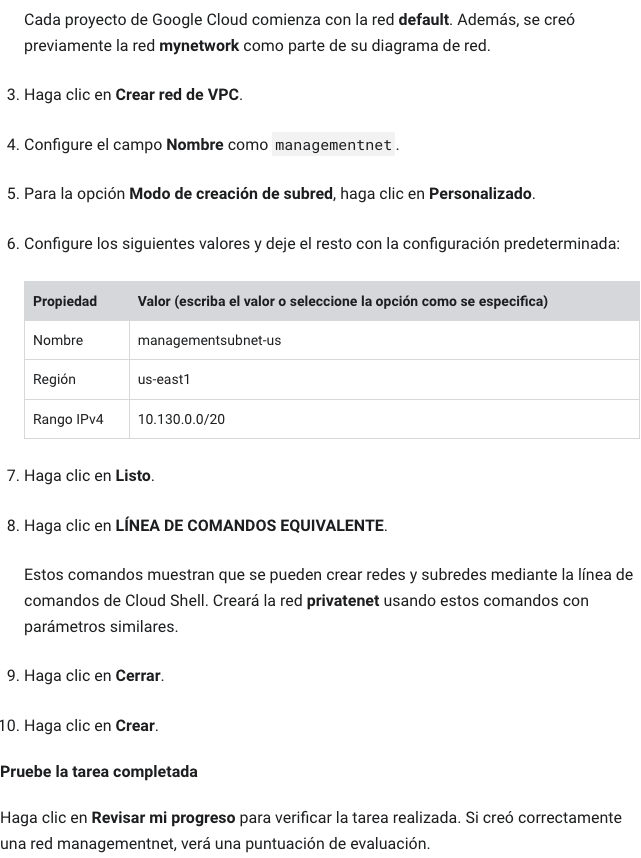 Cada proyecto de Google Cloud comienza con la red default. Además, se creó
previamente la red mynetwork como parte de su diagrama de red.
3. Haga clic en Crear red de VPC.
4. Configure el campo Nombre como managementnet.
5. Para la opción Modo de creación de subred, haga clic en Personalizado.
6. Configure los siguientes valores y deje el resto con la configuración predeterminada:
Propiedad Valor (escriba el valor o seleccione la opción como se especifica)
Nombre managementsubnet-us
Región us-east1
Rango IPv4 10.130.0.0/20
7. Haga clic en Listo.
8. Haga clic en LÍNEA DE COMANDOS EQUIVALENTE.
Estos comandos muestran que se pueden crear redes y subredes mediante la línea de
comandos de Cloud Shell. Creará la red privatenet usando estos comandos con
parámetros similares.
9. Haga clic en Cerrar.
10. Haga clic en Crear.
Pruebe la tarea completada
Haga clic en Revisar mi progreso para verificar la tarea realizada. Si creó correctamente
una red managementnet, verá una puntuación de evaluación.